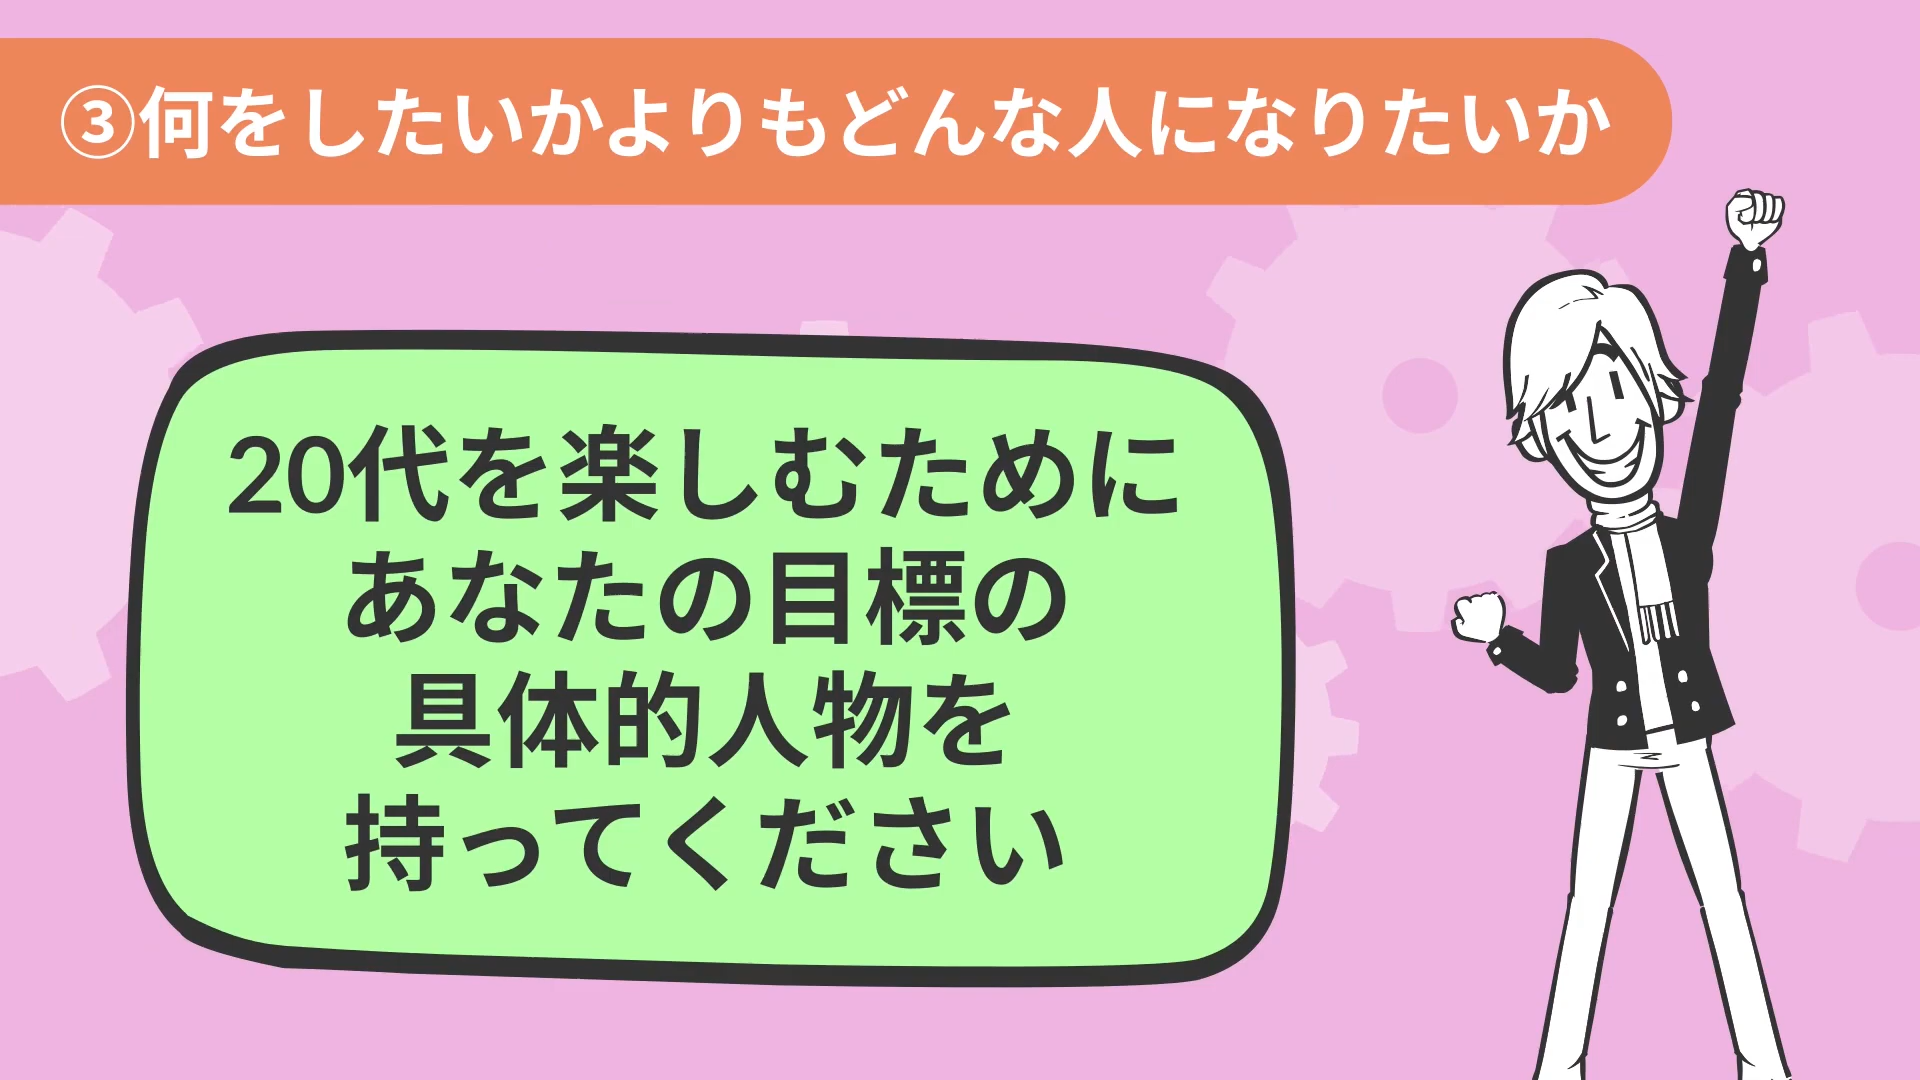 ③何をしたいかよりもどんな人になりたいか
20代を楽しむために
あなたの目標の
具体的人物を
持ってください